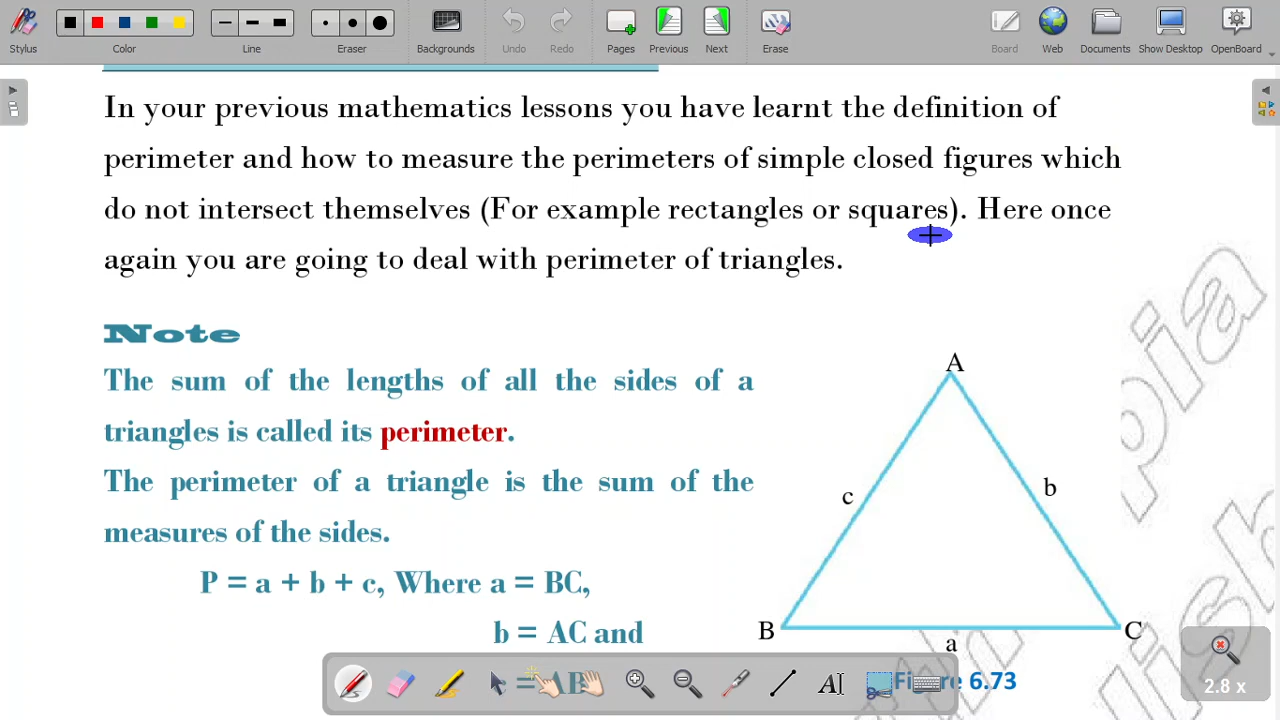 Stylus Color Line Eraser Backgrounds Undo Redo Pages Previous Next Erase Board Web Documents Show Desktop OpenBoard
In your previous mathematics lessons you have learnt the definition of
perimeter and how to measure the perimeters of simple closed figures which
do not intersect themselves (For example rectangles or squares). Here once
again you are going to deal with perimeter of triangles.
Note
The sum of the lengths of all the sides of a
triangles is called its perimeter.
The perimeter of a triangle is the sum of the
measures of the sides.
P = a + b + c, Where a = BC,
b = AC and
= AB
A
c
b
B
C
a
6.73
2.8 x